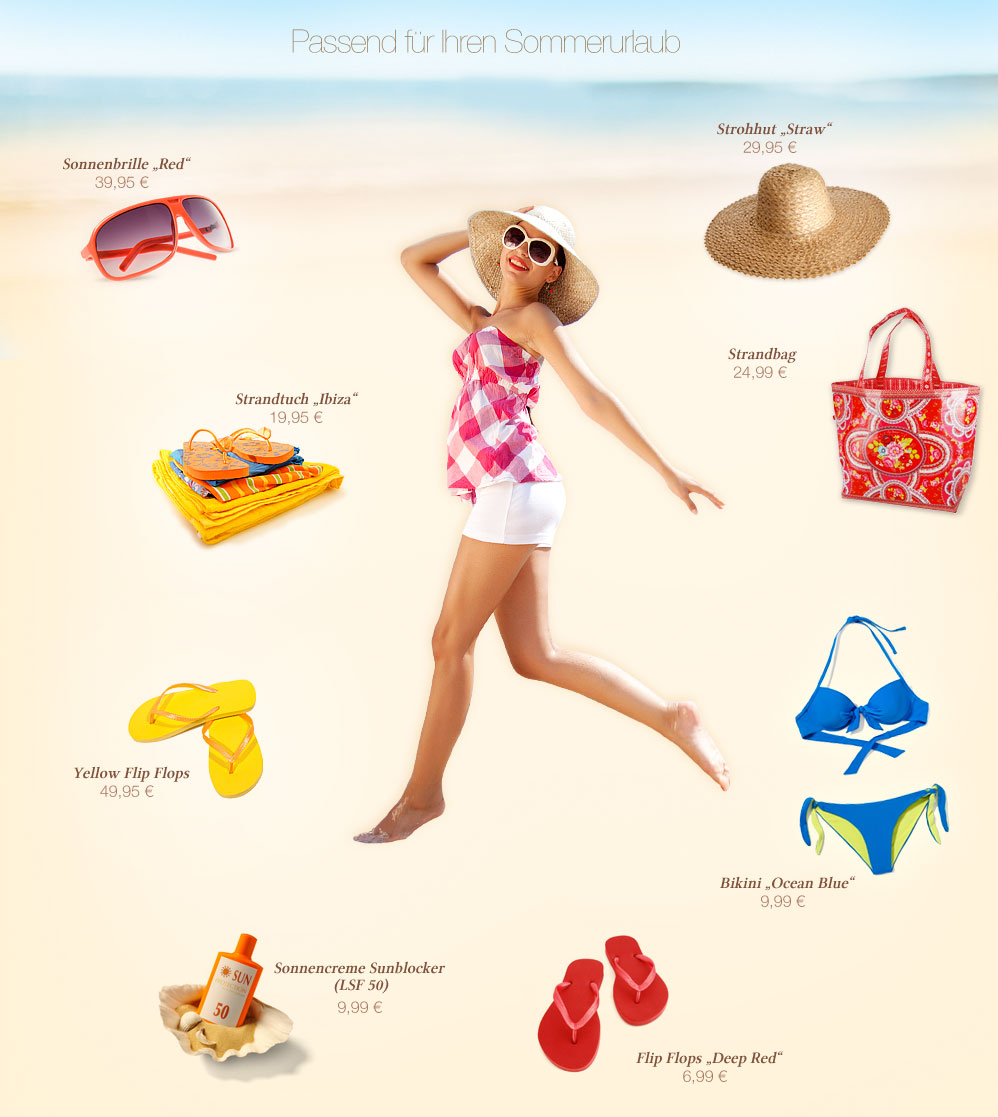 Passend für Ihren Sommerurlaub
Strohhut „Straw“
29,95 €
Sonnenbrille „Red“
39,95 €
Strandbag
24,99 €
Strandtuch „Ibiza“
19,95 €
Yellow Flip Flops
49,95 €
Bikini „Ocean Blue“
9,99 €
SUN
50
Sonnencreme Sunblocker
(LSF 50)
9,99 €
Flip Flops „Deep Red“
6,99 €